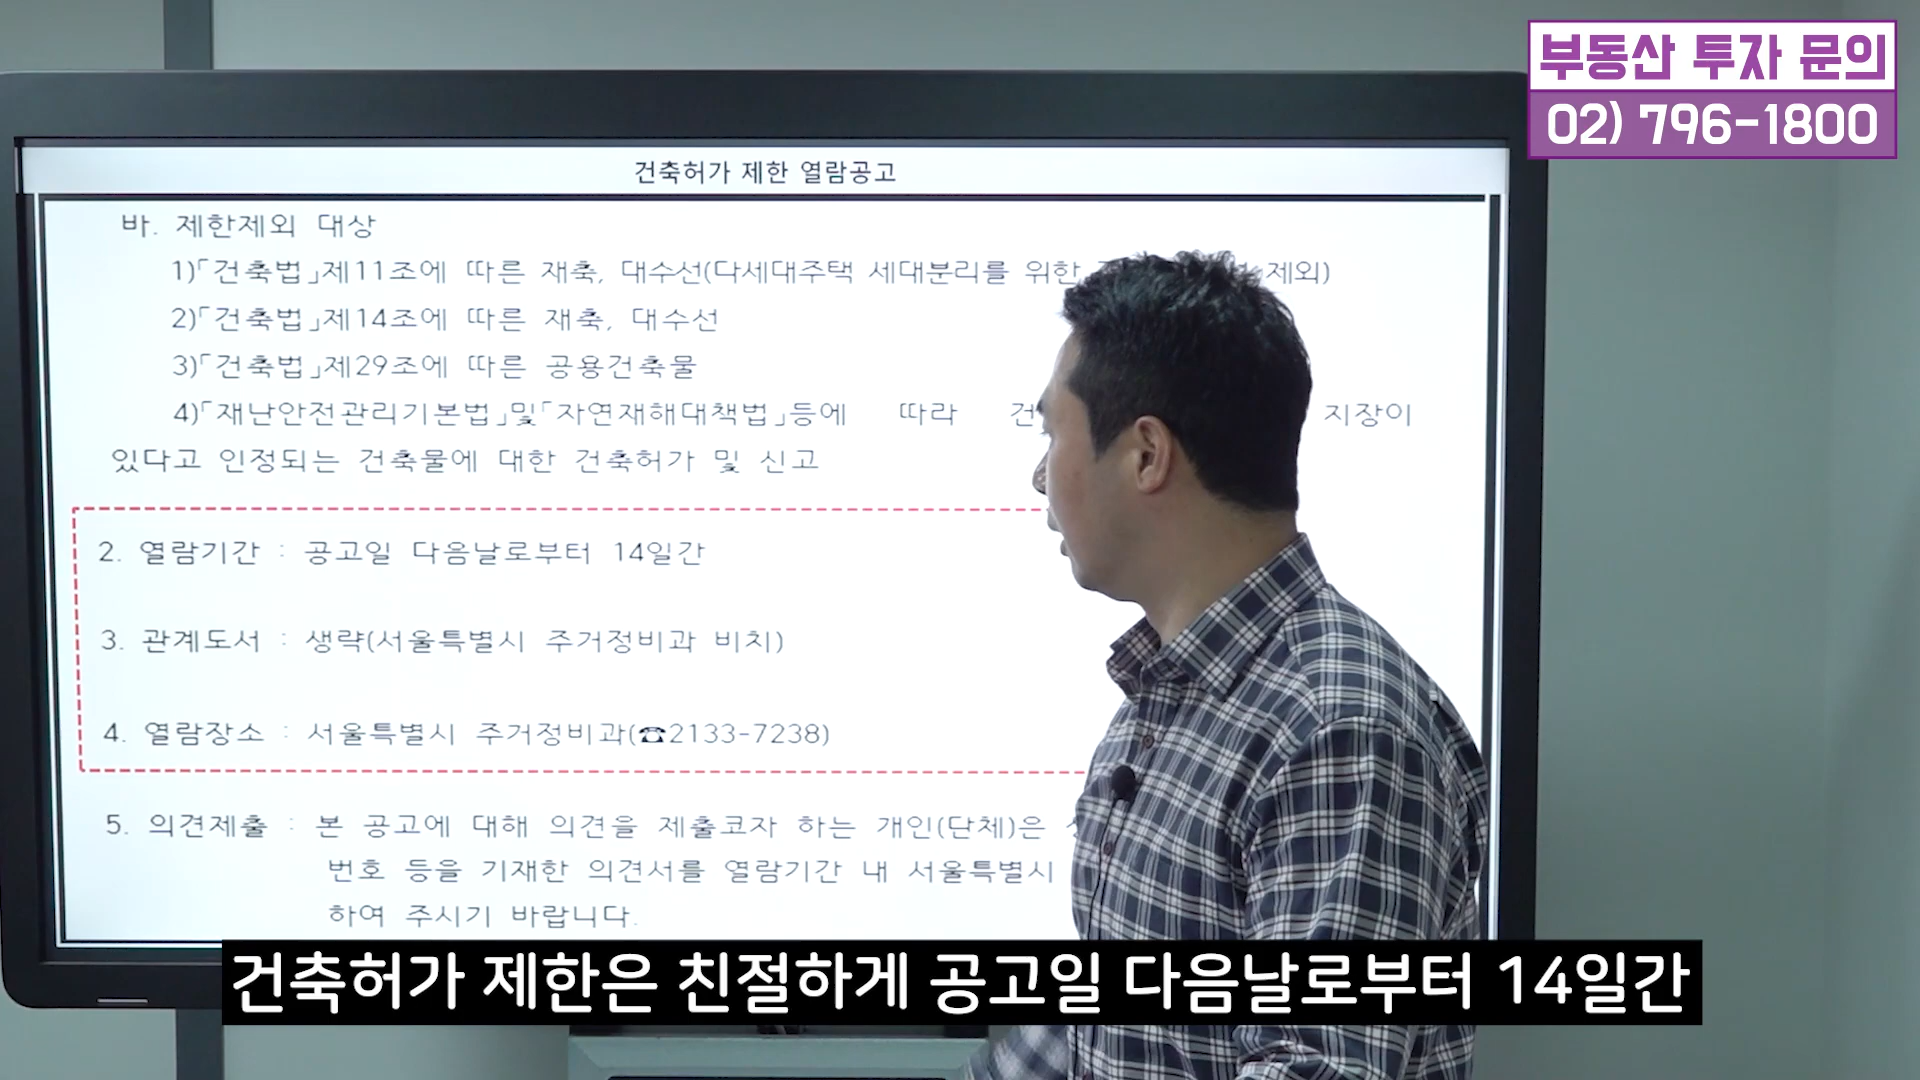 부동산 투자 문의
02) 796-1800
건축허가 제한 열람공고
바. 제한제외 대상
1)「건축법」제11조에 따른 재축, 대수선(다세대주택 세대분리를 위한 제외)
2)「건축법」제14조에 따른 재축, 대수선
3)「건축법」제29조에 따른 공용건축물
4)「재난안전관리기본법」및「자연재해대책법」등에 따라 지장이
있다고 인정되는 건축물에 대한 건축허가 및 신고
2. 열람기간 : 공고일 다음날로부터 14일간
3. 관계도서 : 생략(서울특별시 주거정비과 비치)
4. 열람장소 : 서울특별시 주거정비과(☎2133-7238)
5. 의견제출 : 본 공고에 대해 의견을 제출코자 하는 개인(단체)은
번호 등을 기재한 의견서를 열람기간 내 서울특별시
하여 주시기 바랍니다.
건축허가 제한은 친절하게 공고일 다음날로부터 14일간